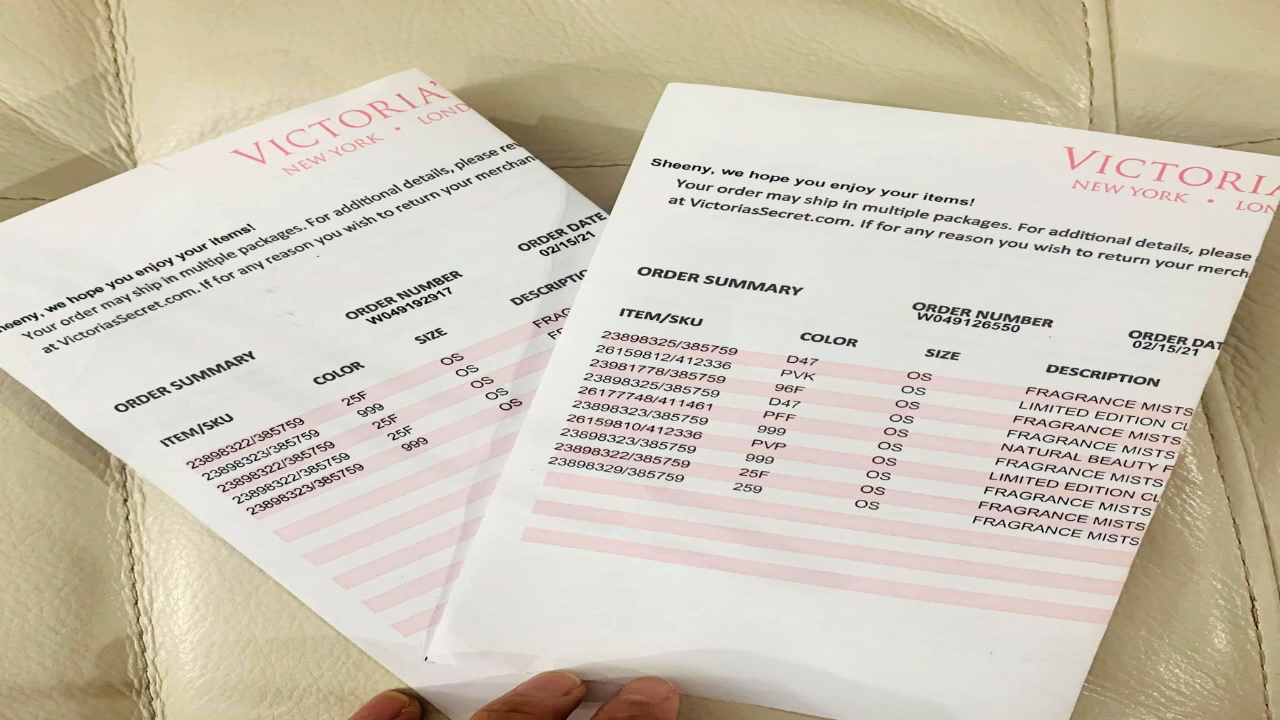 VICTORIA'
NEW YORK • LOND
heeny, we hope you enjoy your items!
Your order may ship in multiple packages. For additional details, please re
at VictoriasSecret.com. If for any reason you wish to return your merchan
ORDER SUMMARY ORDER NUMBER ORDER DATE
W049192917 02/15/21
ITEM/SKU COLOR SIZE DESCRIPTIO
23898322/385759 25F OS FRAG
23898323/385759 999 OS
23898322/385759 25F OS
23898322/385759 25F OS
23898323/385759 999 OS
VICTORIA
NEW YORK • LON
Sheeny, we hope you enjoy your items!
Your order may ship in multiple packages. For additional details, please
at VictoriasSecret.com. If for any reason you wish to return your merch
ORDER SUMMARY ORDER NUMBER ORDER DAT
W049126550 02/15/21
ITEM/SKU COLOR SIZE DESCRIPTION
23898325/385759 D47 OS FRAGRANCE MISTS
26159812/412336 PVK OS LIMITED EDITION CL
23981778/385759 96F OS FRAGRANCE MISTS
23898325/385759 D47 OS FRAGRANCE MISTS
26177748/411461 PFF OS NATURAL BEAUTY F
23898323/385759 999 OS FRAGRANCE MISTS
26159810/412336 PVP OS LIMITED EDITION CL
23898323/385759 999 OS FRAGRANCE MISTS
23898322/385759 25F OS FRAGRANCE MISTS
23898329/385759 259 OS FRAGRANCE MISTS